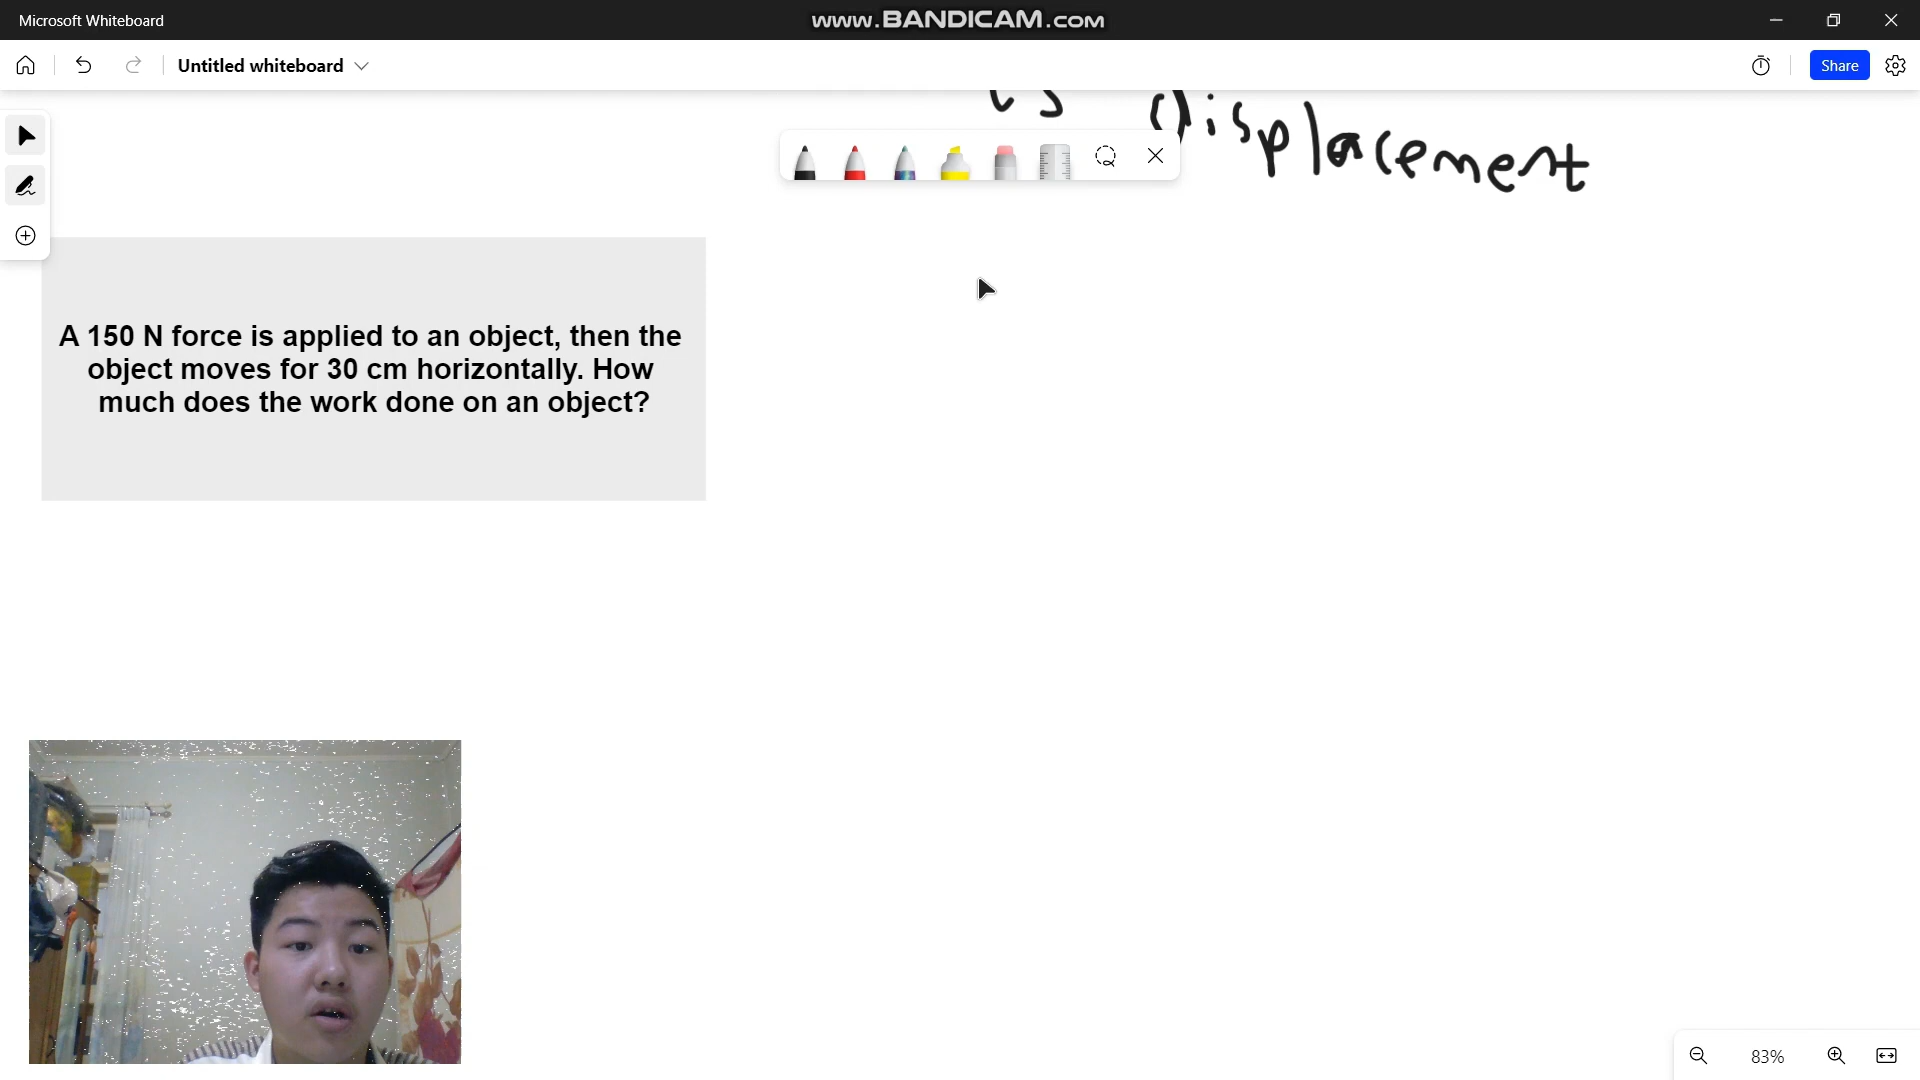 Microsoft Whiteboard
www.BANDICAM.com
Untitled whiteboard
Share
is displacement
A 150 N force is applied to an object, then the
object moves for 30 cm horizontally. How
much does the work done on an object?
83%